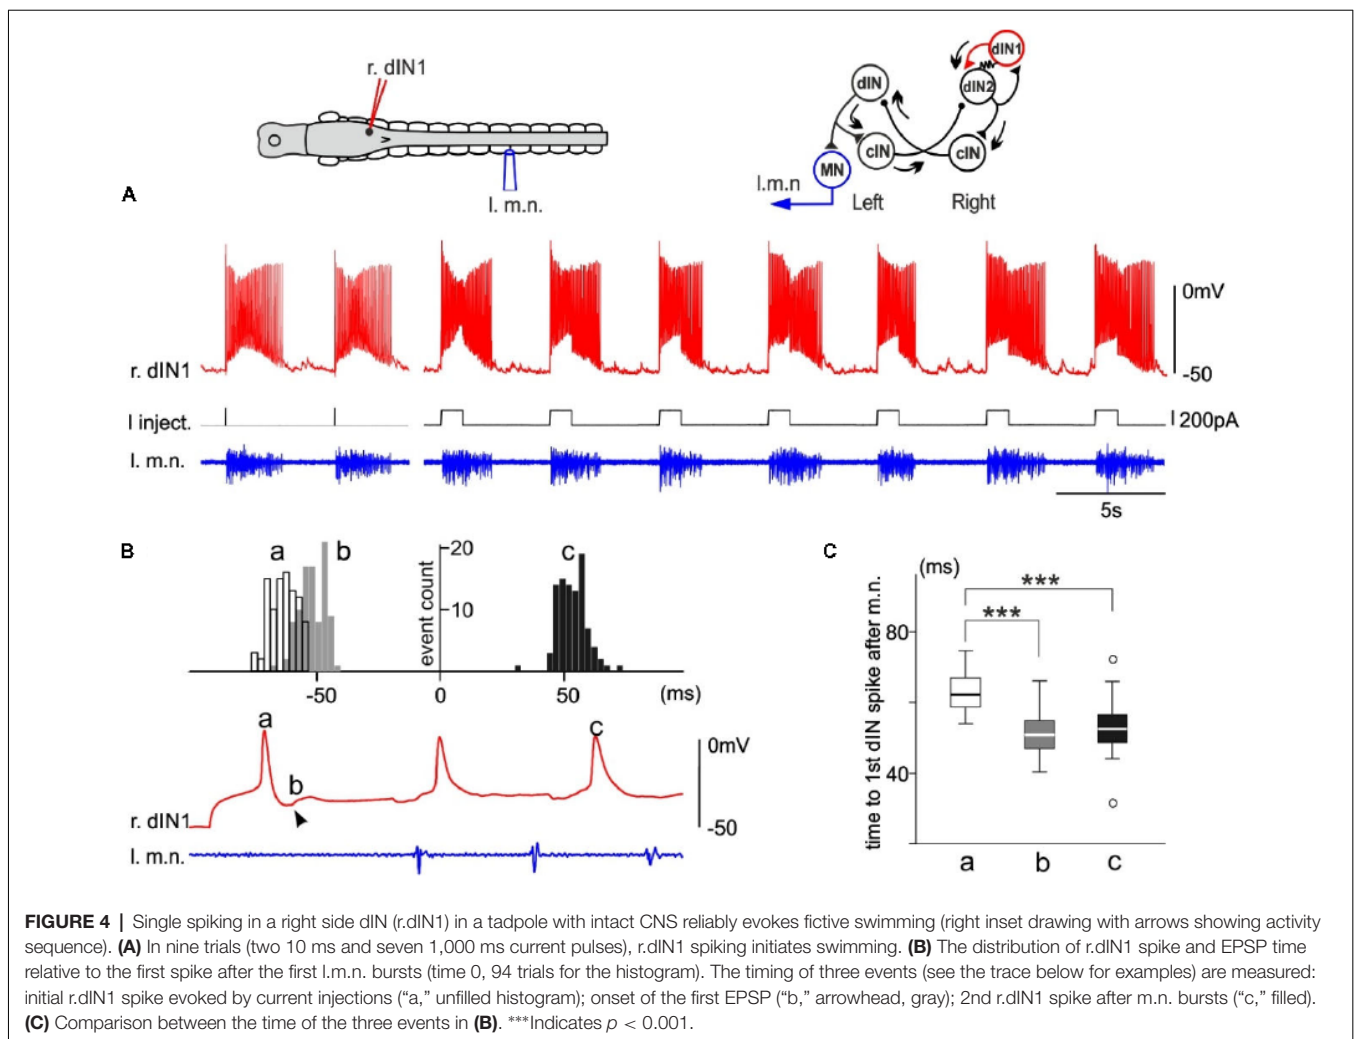 r. dIN1
l. m.n.
dIN1
dIN
dIN2
cIN
cIN
MN
l.m.n
Left
Right
A
0mV
r. dIN1
-50
I inject.
200pA
l. m.n.
5s
B
a
b
20
c
event count
10
-50
0
50
(ms)
a
c
0mV
b
r. dIN1
-50
l. m.n.
C
(ms)
***
***
time to 1st dIN spike after m.n.
80
40
a
b
c
FIGURE 4 | Single spiking in a right side dIN (r.dIN1) in a tadpole with intact CNS reliably evokes fictive swimming (right inset drawing with arrows showing activity
sequence). (A) In nine trials (two 10 ms and seven 1,000 ms current pulses), r.dIN1 spiking initiates swimming. (B) The distribution of r.dIN1 spike and EPSP time
relative to the first spike after the first l.m.n. bursts (time 0, 94 trials for the histogram). The timing of three events (see the trace below for examples) are measured:
initial r.dIN1 spike evoked by current injections (“a,” unfilled histogram); onset of the first EPSP (“b,” arrowhead, gray); 2nd r.dIN1 spike after m.n. bursts (“c,” filled).
(C) Comparison between the time of the three events in (B). ***Indicates p < 0.001.